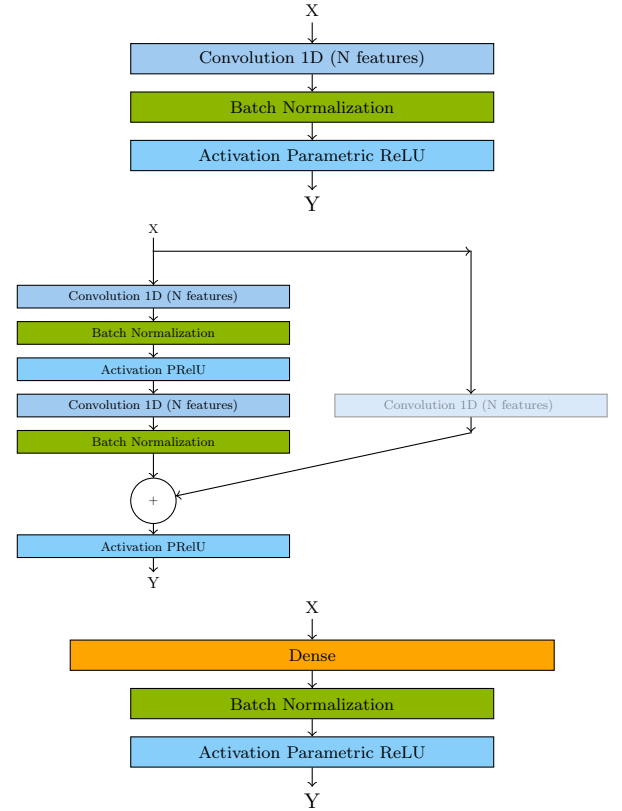 X
Convolution 1D (N features)
Batch Normalization
Activation Parametric ReLU
Y
X
Convolution 1D (N features)
Batch Normalization
Activation PRelU
Convolution 1D (N features)
Convolution 1D (N features)
Batch Normalization
+
Activation PRelU
Y
X
Dense
Batch Normalization
Activation Parametric ReLU
Y